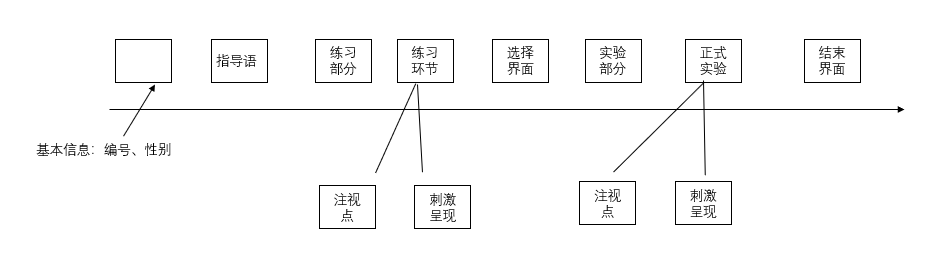 指导语
练习
部分
练习
环节
选择
界面
实验
部分
正式
实验
结束
界面
基本信息：编号、性别
注视
点
刺激
呈现
注视
点
刺激
呈现